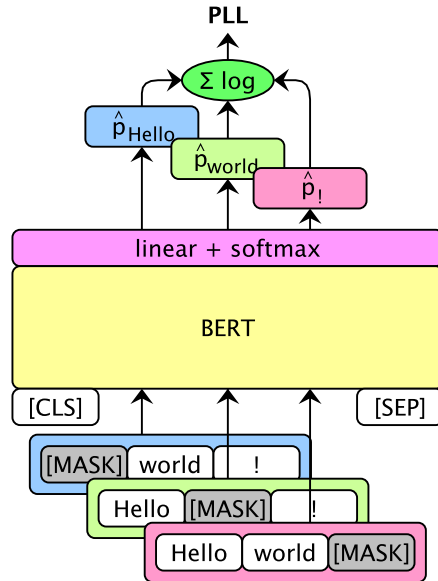 PLL
Σ log
p̂Hello
p̂world
p̂!
linear + softmax
BERT
[CLS] [SEP]
[MASK] world !
Hello [MASK] !
Hello world [MASK]